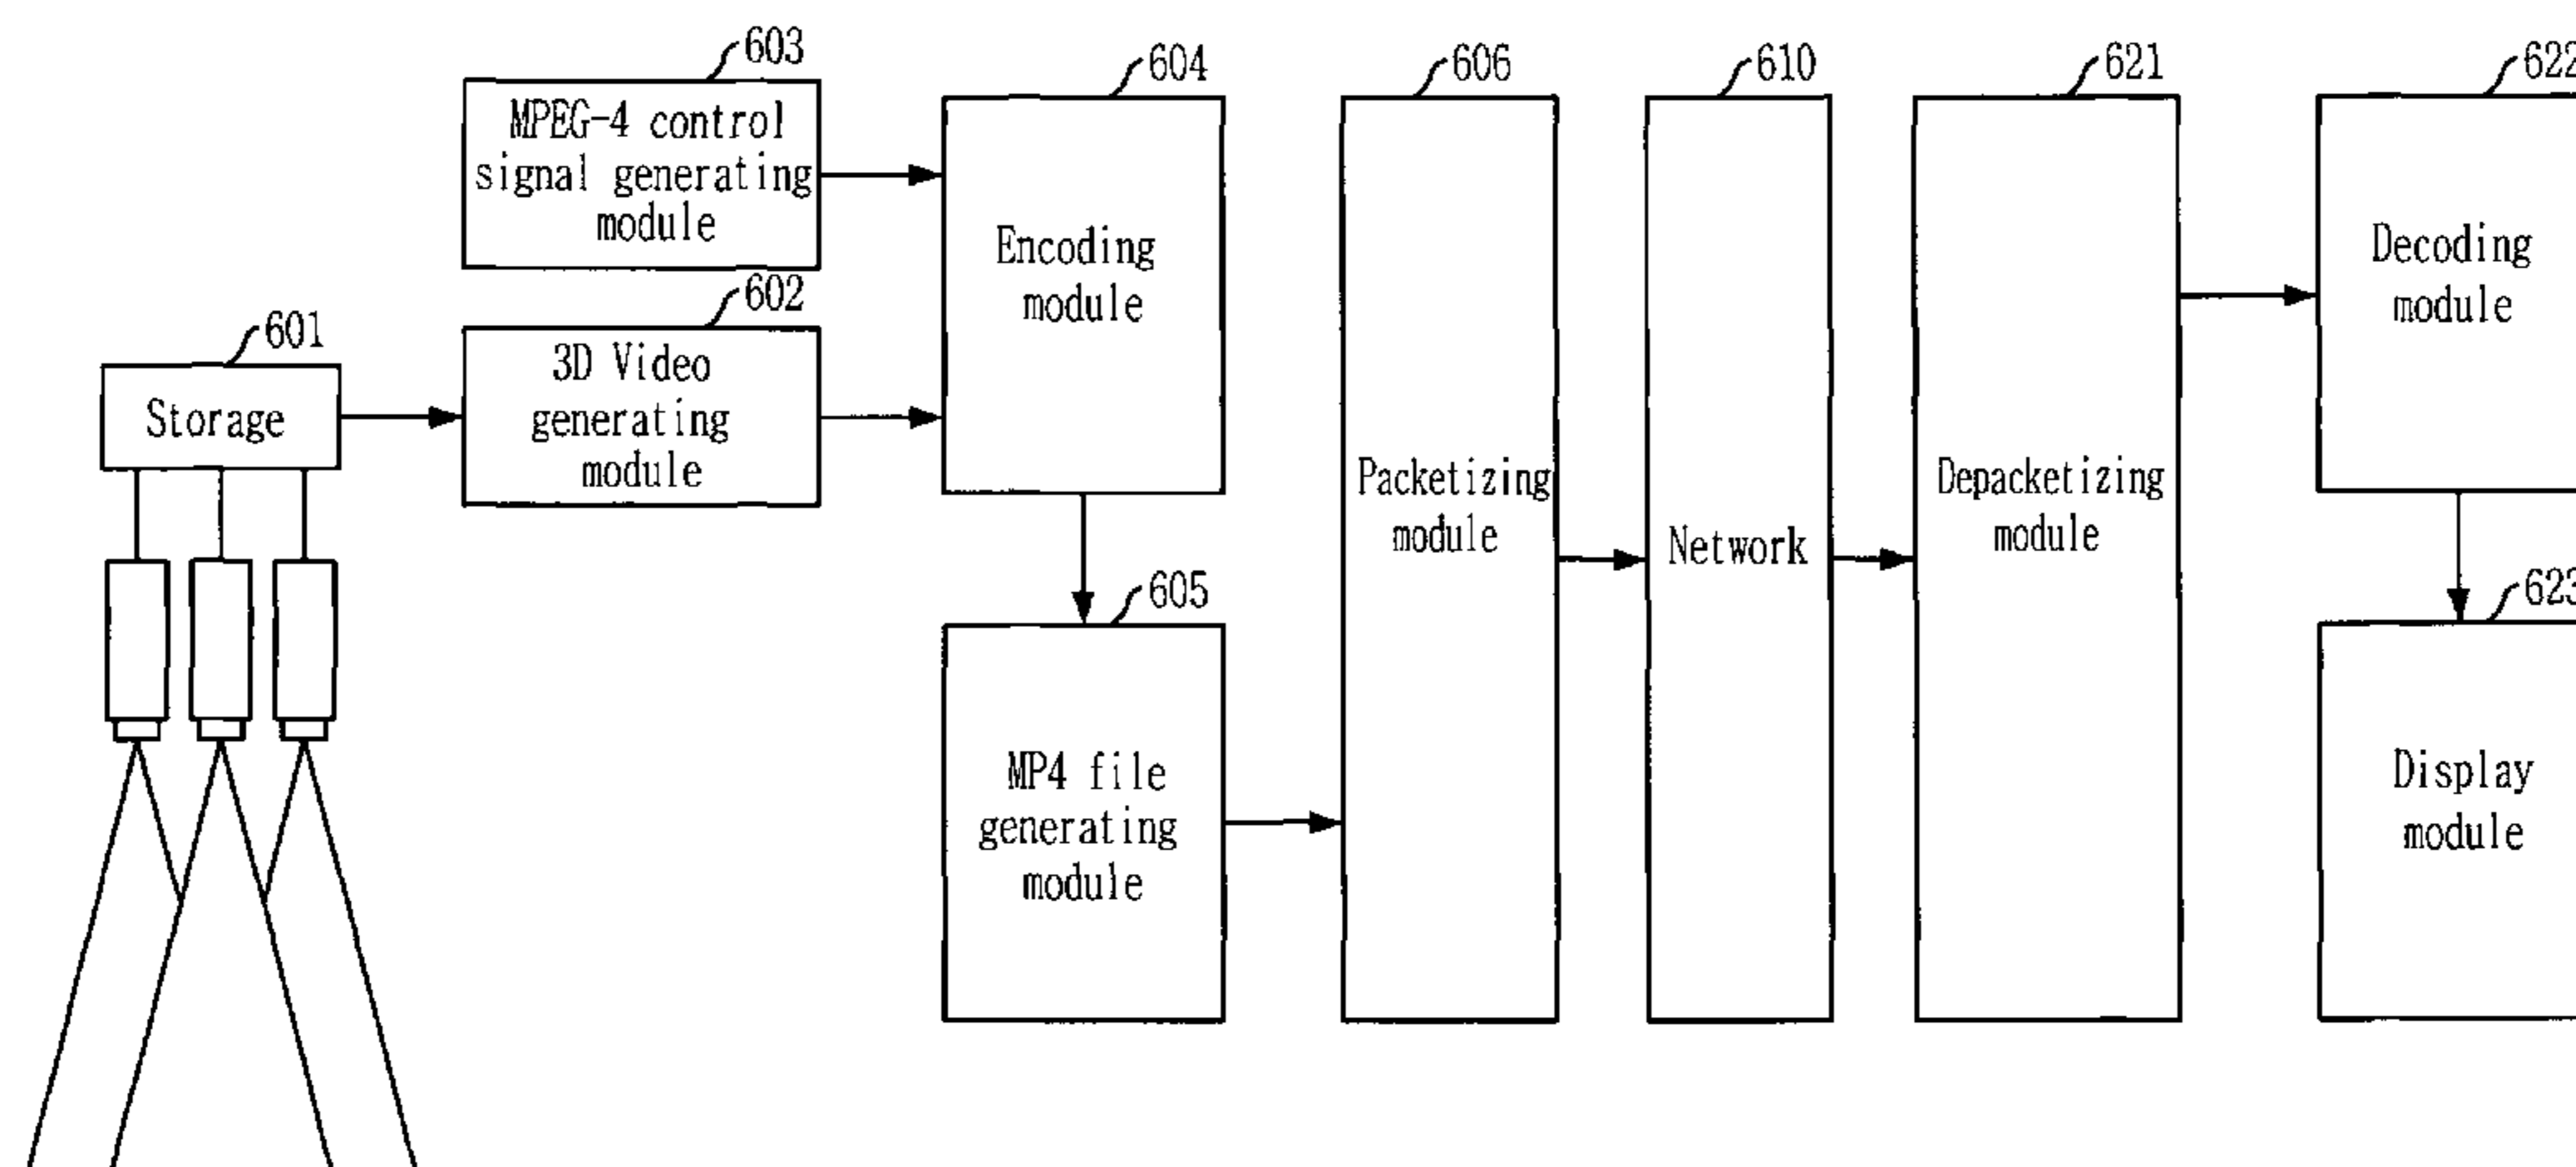 603
MPEG-4 control
signal generating
module
602
3D Video
generating
module
601
Storage
604
Encoding
module
605
MP4 file
generating
module
606
Packetizing
module
610
Network
621
Depacketizing
module
622
Decoding
module
623
Display
module